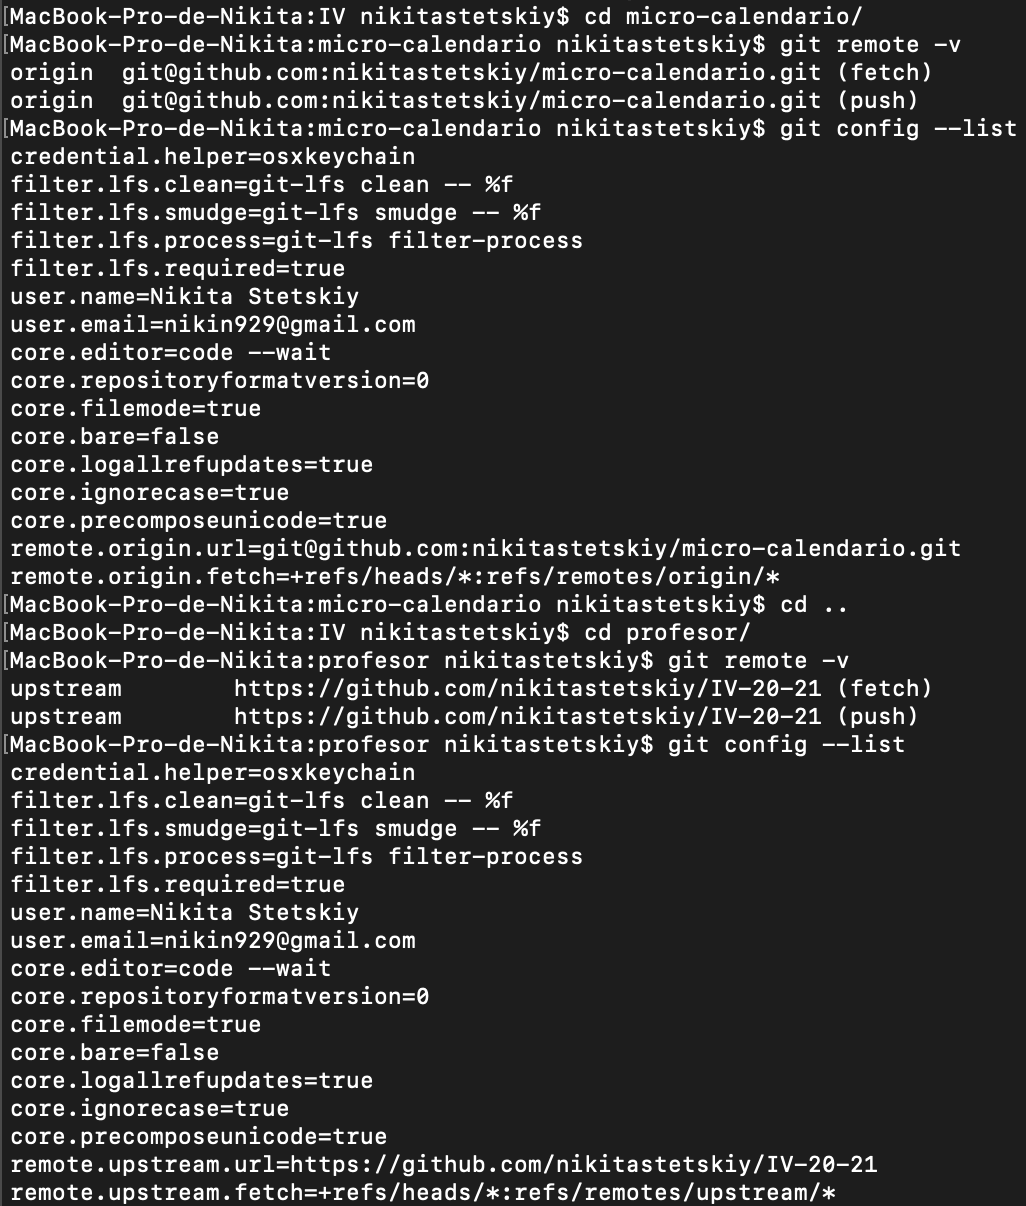 [MacBook-Pro-de-Nikita:IV nikitastetskiy$ cd micro-calendario/
[MacBook-Pro-de-Nikita:micro-calendario nikitastetskiy$ git remote -v
origin  git@github.com:nikitastetskiy/micro-calendario.git (fetch)
origin  git@github.com:nikitastetskiy/micro-calendario.git (push)
[MacBook-Pro-de-Nikita:micro-calendario nikitastetskiy$ git config --list
credential.helper=osxkeychain
filter.lfs.clean=git-lfs clean -- %f
filter.lfs.smudge=git-lfs smudge -- %f
filter.lfs.process=git-lfs filter-process
filter.lfs.required=true
user.name=Nikita Stetskiy
user.email=nikin929@gmail.com
core.editor=code --wait
core.repositoryformatversion=0
core.filemode=true
core.bare=false
core.logallrefupdates=true
core.ignorecase=true
core.precomposeunicode=true
remote.origin.url=git@github.com:nikitastetskiy/micro-calendario.git
remote.origin.fetch=+refs/heads/*:refs/remotes/origin/*
[MacBook-Pro-de-Nikita:micro-calendario nikitastetskiy$ cd ..
[MacBook-Pro-de-Nikita:IV nikitastetskiy$ cd profesor/
[MacBook-Pro-de-Nikita:profesor nikitastetskiy$ git remote -v
upstream        https://github.com/nikitastetskiy/IV-20-21 (fetch)
upstream        https://github.com/nikitastetskiy/IV-20-21 (push)
[MacBook-Pro-de-Nikita:profesor nikitastetskiy$ git config --list
credential.helper=osxkeychain
filter.lfs.clean=git-lfs clean -- %f
filter.lfs.smudge=git-lfs smudge -- %f
filter.lfs.process=git-lfs filter-process
filter.lfs.required=true
user.name=Nikita Stetskiy
user.email=nikin929@gmail.com
core.editor=code --wait
core.repositoryformatversion=0
core.filemode=true
core.bare=false
core.logallrefupdates=true
core.ignorecase=true
core.precomposeunicode=true
remote.upstream.url=https://github.com/nikitastetskiy/IV-20-21
remote.upstream.fetch=+refs/heads/*:refs/remotes/upstream/*